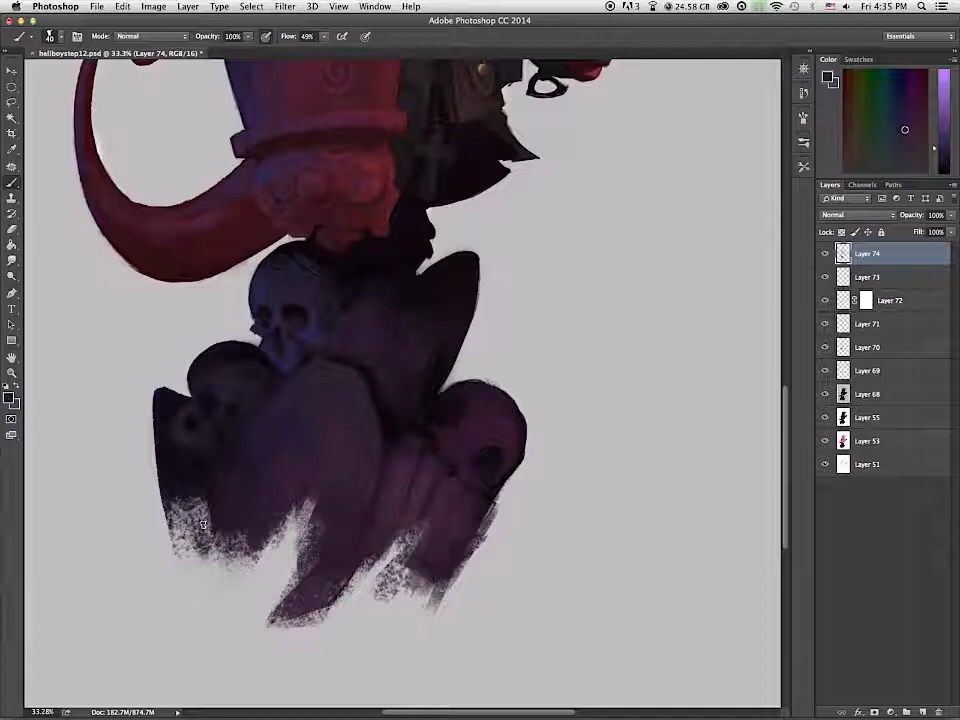 Photoshop File Edit Image Layer Type Select Filter 3D View Window Help 3 24.58 GB Fri 4:35 PM
Adobe Photoshop CC 2014
40 Mode: Normal Opacity: 100% Flow: 49% Essentials
hellboystep12.psd @ 33.3% (Layer 74, RGB/16) *
Color Swatches
Layers Channels Paths
Kind
Normal Opacity: 100%
Lock: Fill: 100%
Layer 74
Layer 73
Layer 72
Layer 71
Layer 70
Layer 69
Layer 68
Layer 55
Layer 53
Layer 51
33.28% Doc: 182.7M/874.7M